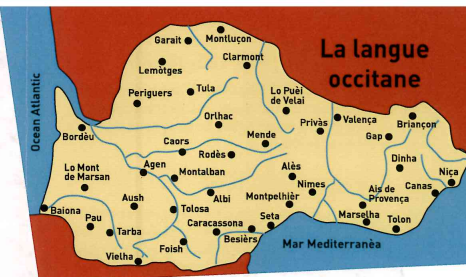 La langue
occitane
Ocean Atlantic
Mar Mediterranèa
Garait
Montluçon
Lemòtges
Clarmont
Periguers
Tula
Lo Puèi
de Velai
Orlhac
Privàs
Valença
Briançon
Gap
Bordèu
Caors
Rodès
Mende
Dinha
Lo Mont
de Marsan
Agen
Montalban
Alès
Nimes
Niça
Canas
Aush
Albi
Montpelhièr
Ais de
Provença
Baiona
Pau
Tarba
Tolosa
Caracassona
Seta
Marselha
Tolon
Besièrs
Foish
Vielha